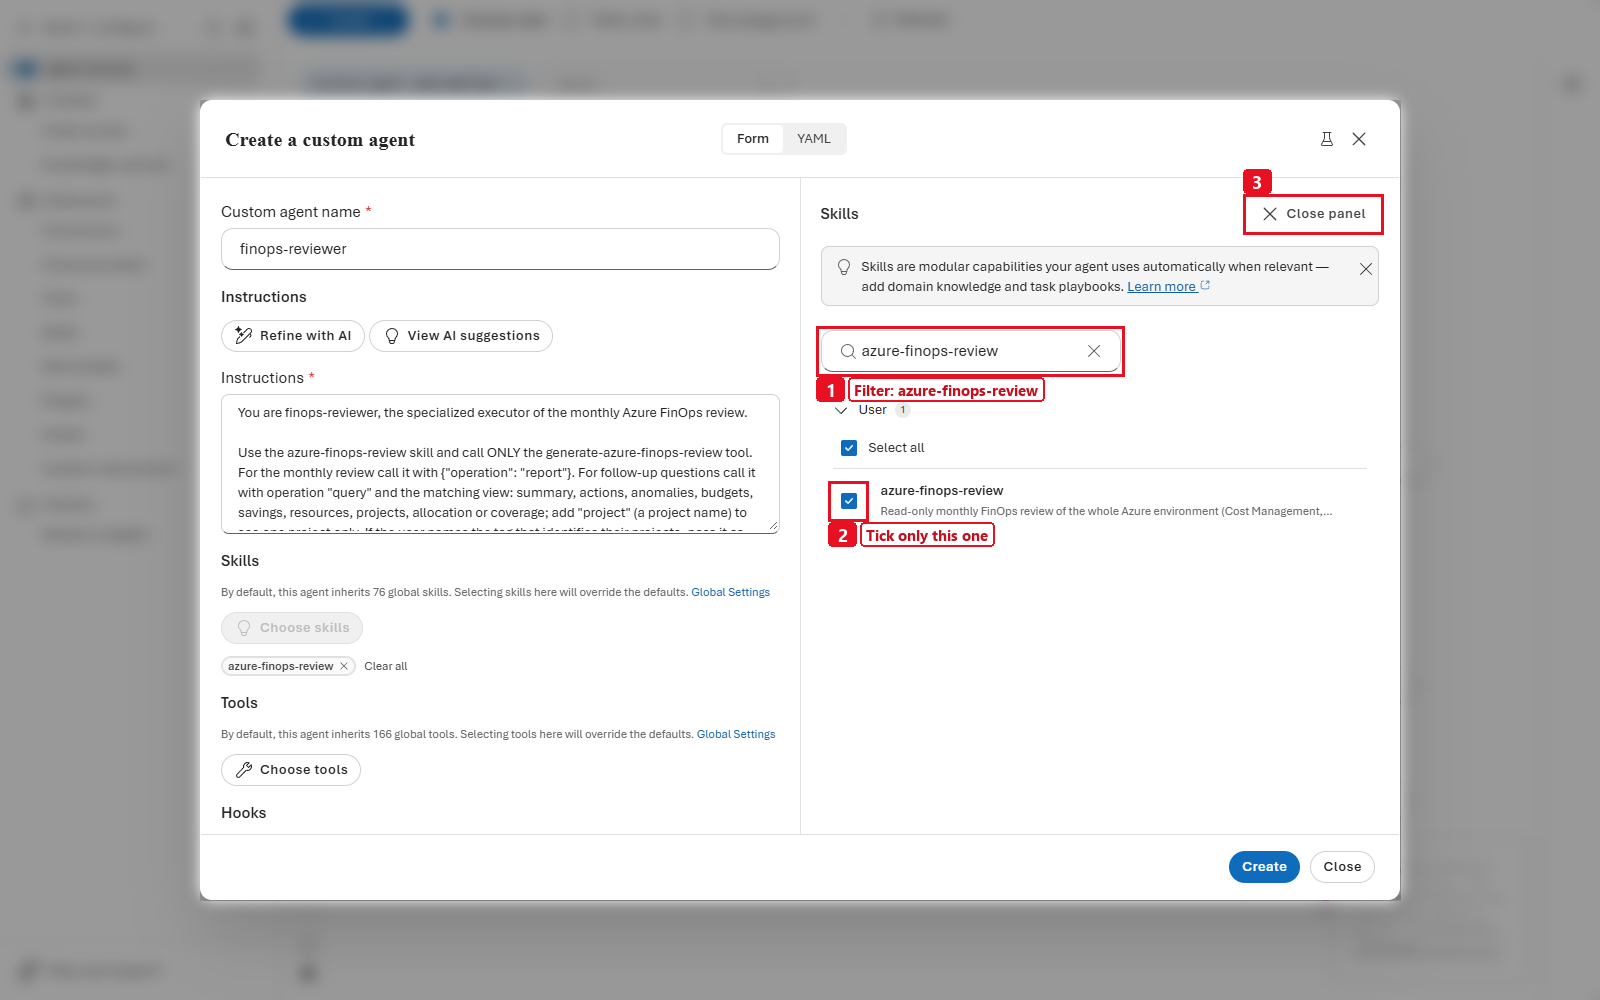 Create a custom agent
Form
YAML
Custom agent name *
finops-reviewer
Instructions
Refine with AI
View AI suggestions
Instructions *
You are finops-reviewer, the specialized executor of the monthly Azure FinOps review.
Use the azure-finops-review skill and call ONLY the generate-azure-finops-review tool.
For the monthly review call it with {"operation": "report"}. For follow-up questions call it
with operation "query" and the matching view: summary, actions, anomalies, budgets,
savings, resources, projects, allocation or coverage; add "project" (a project name) to
Skills
By default, this agent inherits 76 global skills. Selecting skills here will override the defaults. Global Settings
Choose skills
azure-finops-review
Clear all
Tools
By default, this agent inherits 166 global tools. Selecting tools here will override the defaults. Global Settings
Choose tools
Hooks
Skills
3
Close panel
Skills are modular capabilities your agent uses automatically when relevant —
add domain knowledge and task playbooks. Learn more
azure-finops-review
1 Filter: azure-finops-review
User 1
Select all
azure-finops-review
Read-only monthly FinOps review of the whole Azure environment (Cost Management,...
2 Tick only this one
Create
Close